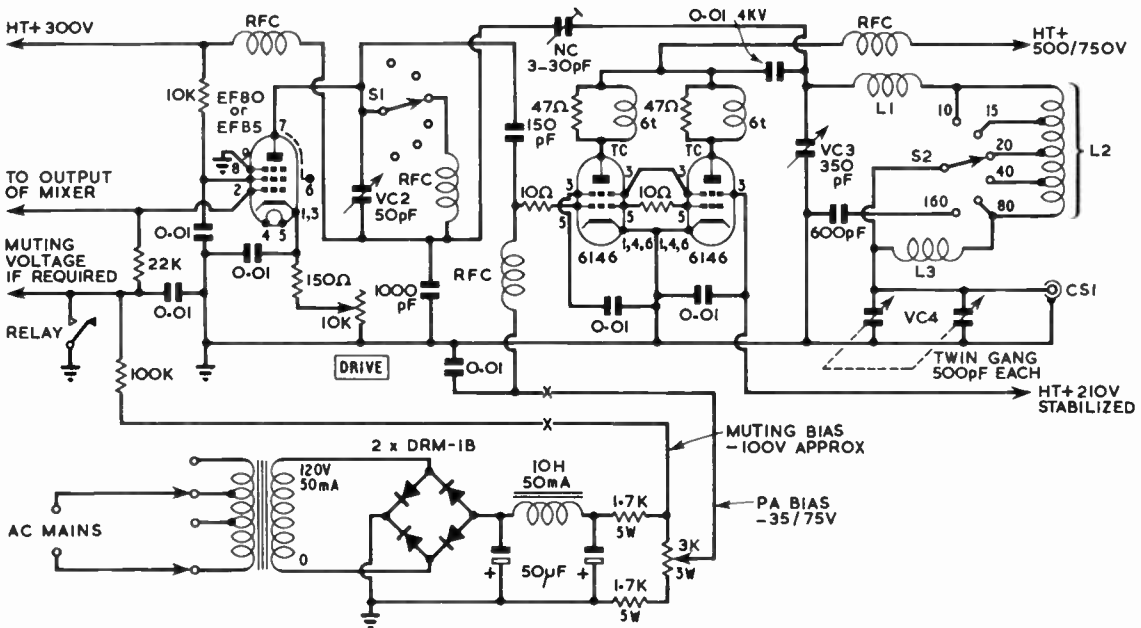 HT+300V
RFC
NC
3-30pF
0·01 4KV
RFC
HT+
500/750V
10K
EF80
or
EF85
7
9
8
2
6
1,3
4 5
S1
VC2
50pF
RFC
150
pF
47Ω
6t
47Ω
6t
TC
TC
3
3
3
3
10Ω
10Ω
5
5
5
5
1,4,6
1,4,6
6146
6146
VC3
350
pF
L1
10
15
20
40
80
160
S2
L2
600pF
L3
TO OUTPUT
OF MIXER
0·01
0·01
MUTING
VOLTAGE
IF REQUIRED
22K
0·01
150Ω
10K
DRIVE
1000
pF
RFC
0·01
0·01
0·01
RELAY
100K
CS1
VC4
TWIN GANG
500pF EACH
HT+210V
STABILIZED
X
X
MUTING BIAS
-100V APPROX
PA BIAS
-35/75V
2 x DRM-1B
AC MAINS
120V
50mA
0
10H
50mA
1·7K
5W
3K
3W
+
50µF
+
1·7K
5W